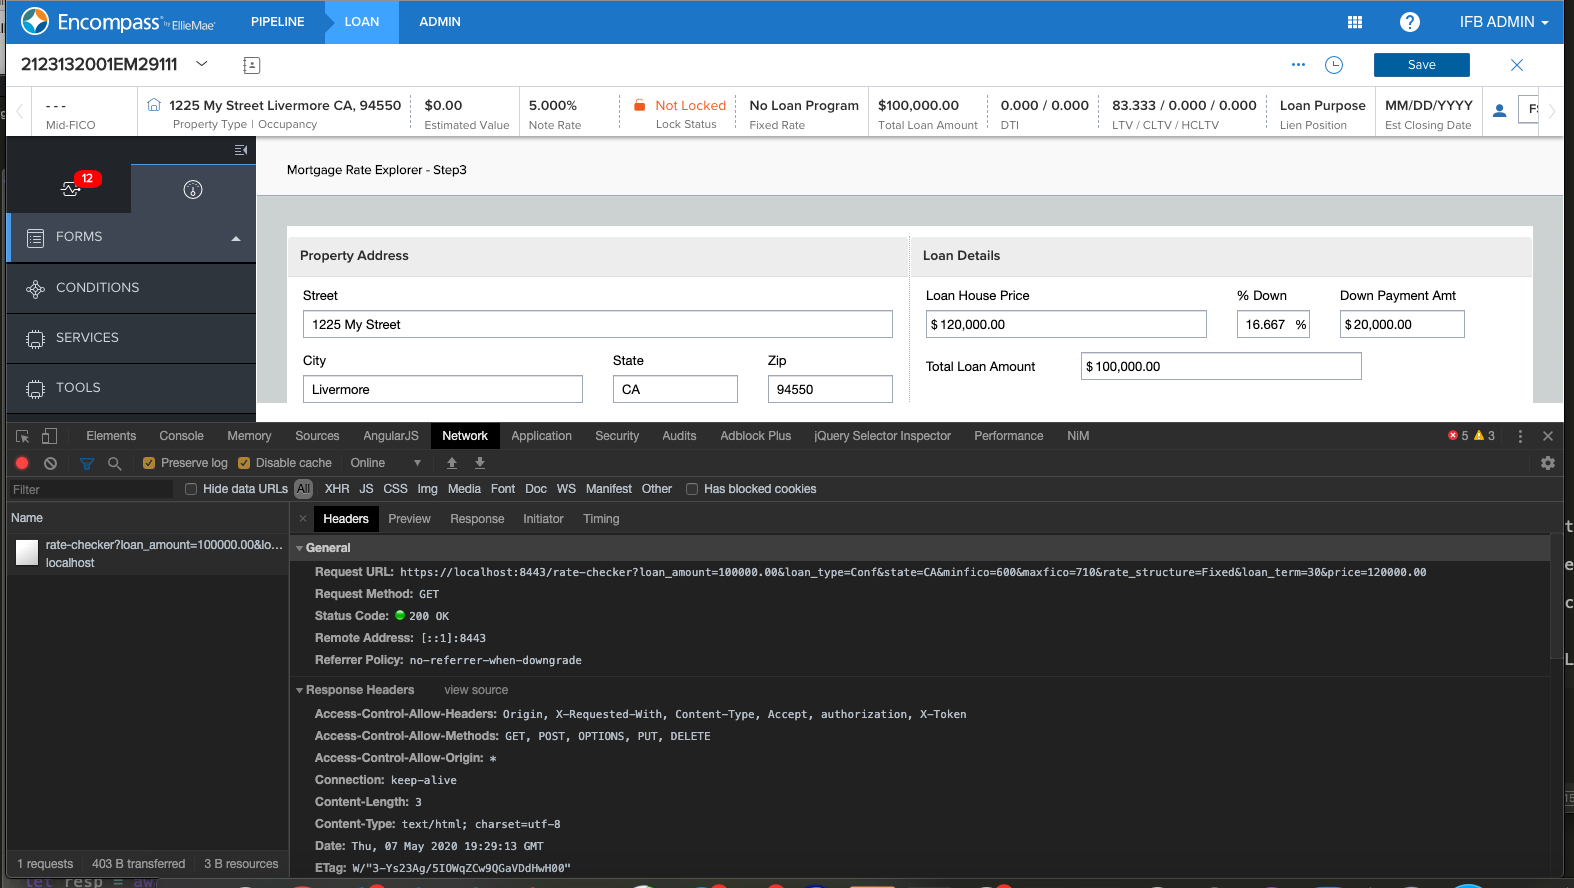 Encompass® by EllieMae® PIPELINE LOAN ADMIN ? IFB ADMIN
2123132001EM29111 Save
--- 1225 My Street Livermore CA, 94550 $0.00 5.000% Not Locked No Loan Program $100,000.00 0.000 / 0.000 83.333 / 0.000 / 0.000 Loan Purpose MM/DD/YYYY
Mid-FICO Property Type | Occupancy Estimated Value Note Rate Lock Status Fixed Rate Total Loan Amount DTI LTV / CLTV / HCLTV Lien Position Est Closing Date
12
Mortgage Rate Explorer - Step3
FORMS
CONDITIONS
SERVICES
TOOLS
Property Address Loan Details
Street Loan House Price % Down Down Payment Amt
1225 My Street $120,000.00 16.667 % $20,000.00
City State Zip Total Loan Amount $100,000.00
Livermore CA 94550
Elements Console Memory Sources AngularJS Network Application Security Audits Adblock Plus jQuery Selector Inspector Performance NiM 5 3
Preserve log Disable cache Online
Filter Hide data URLs All XHR JS CSS Img Media Font Doc WS Manifest Other Has blocked cookies
Name Headers Preview Response Initiator Timing
rate-checker?loan_amount=100000.00&lo...
localhost
General
Request URL: https://localhost:8443/rate-checker?loan_amount=100000.00&loan_type=Conf&state=CA&minfico=600&maxfico=710&rate_structure=Fixed&loan_term=30&price=120000.00
Request Method: GET
Status Code: 200 OK
Remote Address: [::1]:8443
Referrer Policy: no-referrer-when-downgrade
Response Headers view source
Access-Control-Allow-Headers: Origin, X-Requested-With, Content-Type, Accept, authorization, X-Token
Access-Control-Allow-Methods: GET, POST, OPTIONS, PUT, DELETE
Access-Control-Allow-Origin: *
Connection: keep-alive
Content-Length: 3
Content-Type: text/html; charset=utf-8
Date: Thu, 07 May 2020 19:29:13 GMT
ETag: W/"3-Ys23Ag/5IOWqZCw9QGaVDdHwH00"
1 requests 403 B transferred 3 B resources
let resp = aw